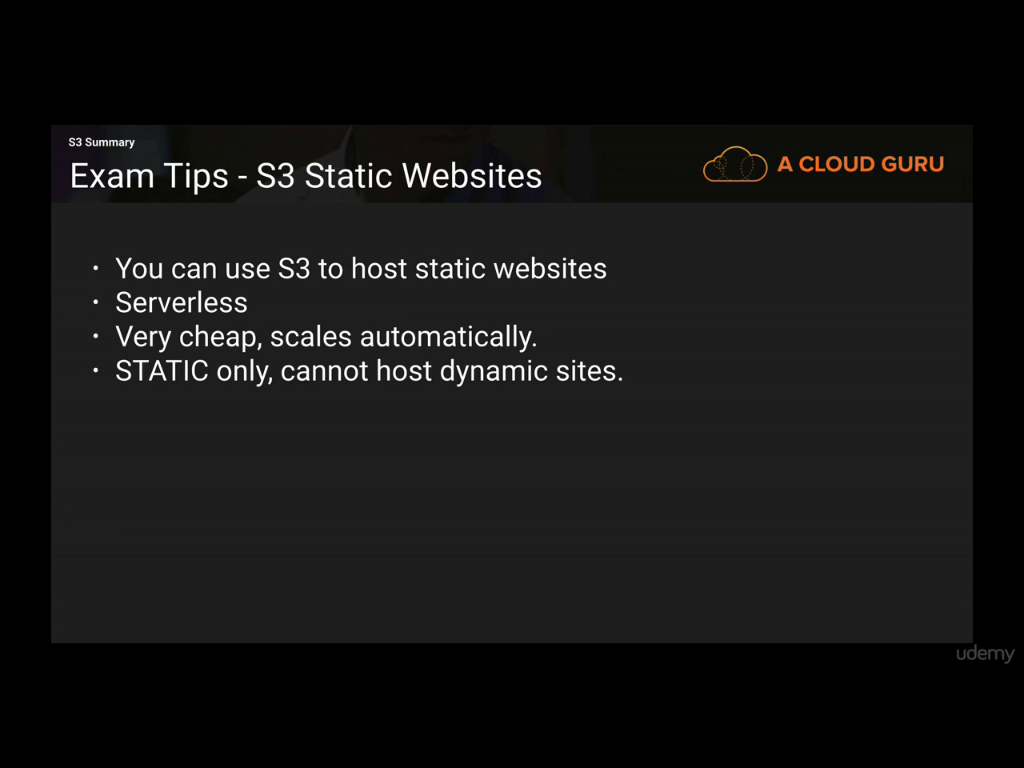 S3 Summary
Exam Tips - S3 Static Websites
A CLOUD GURU
• You can use S3 to host static websites
• Serverless
• Very cheap, scales automatically.
• STATIC only, cannot host dynamic sites.
udemy